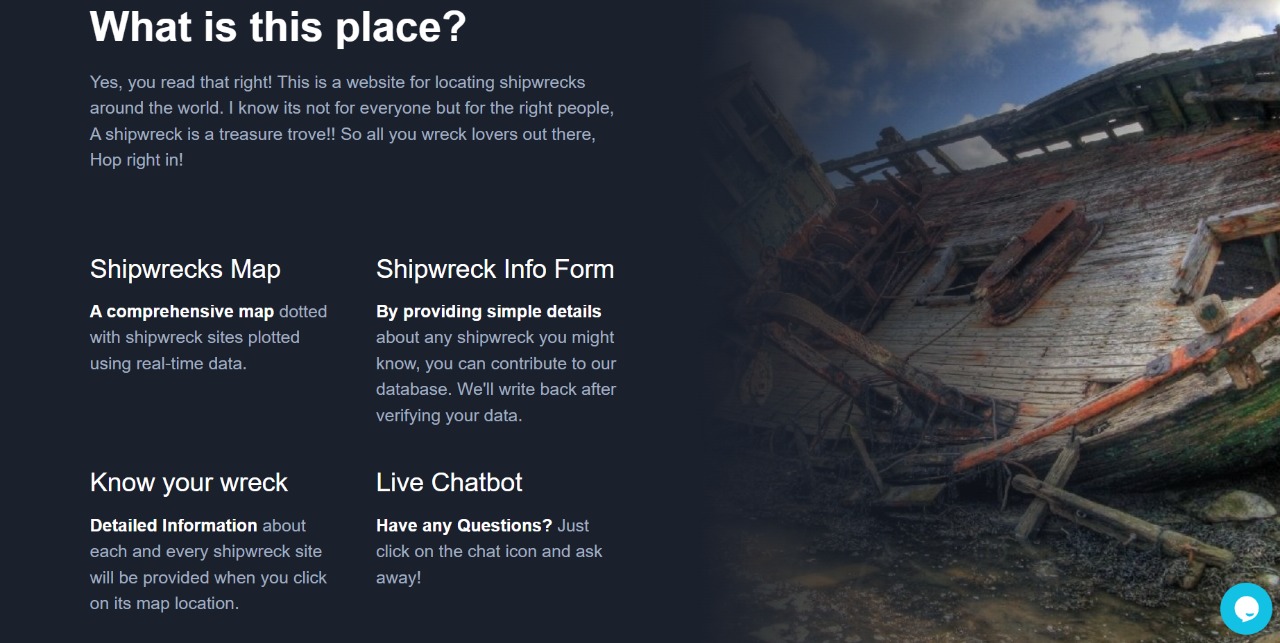 What is this place?
Yes, you read that right! This is a website for locating shipwrecks
around the world. I know its not for everyone but for the right people,
A shipwreck is a treasure trove!! So all you wreck lovers out there,
Hop right in!
Shipwrecks Map
A comprehensive map dotted
with shipwreck sites plotted
using real-time data.
Shipwreck Info Form
By providing simple details
about any shipwreck you might
know, you can contribute to our
database. We'll write back after
verifying your data.
Know your wreck
Detailed Information about
each and every shipwreck site
will be provided when you click
on its map location.
Live Chatbot
Have any Questions? Just
click on the chat icon and ask
away!